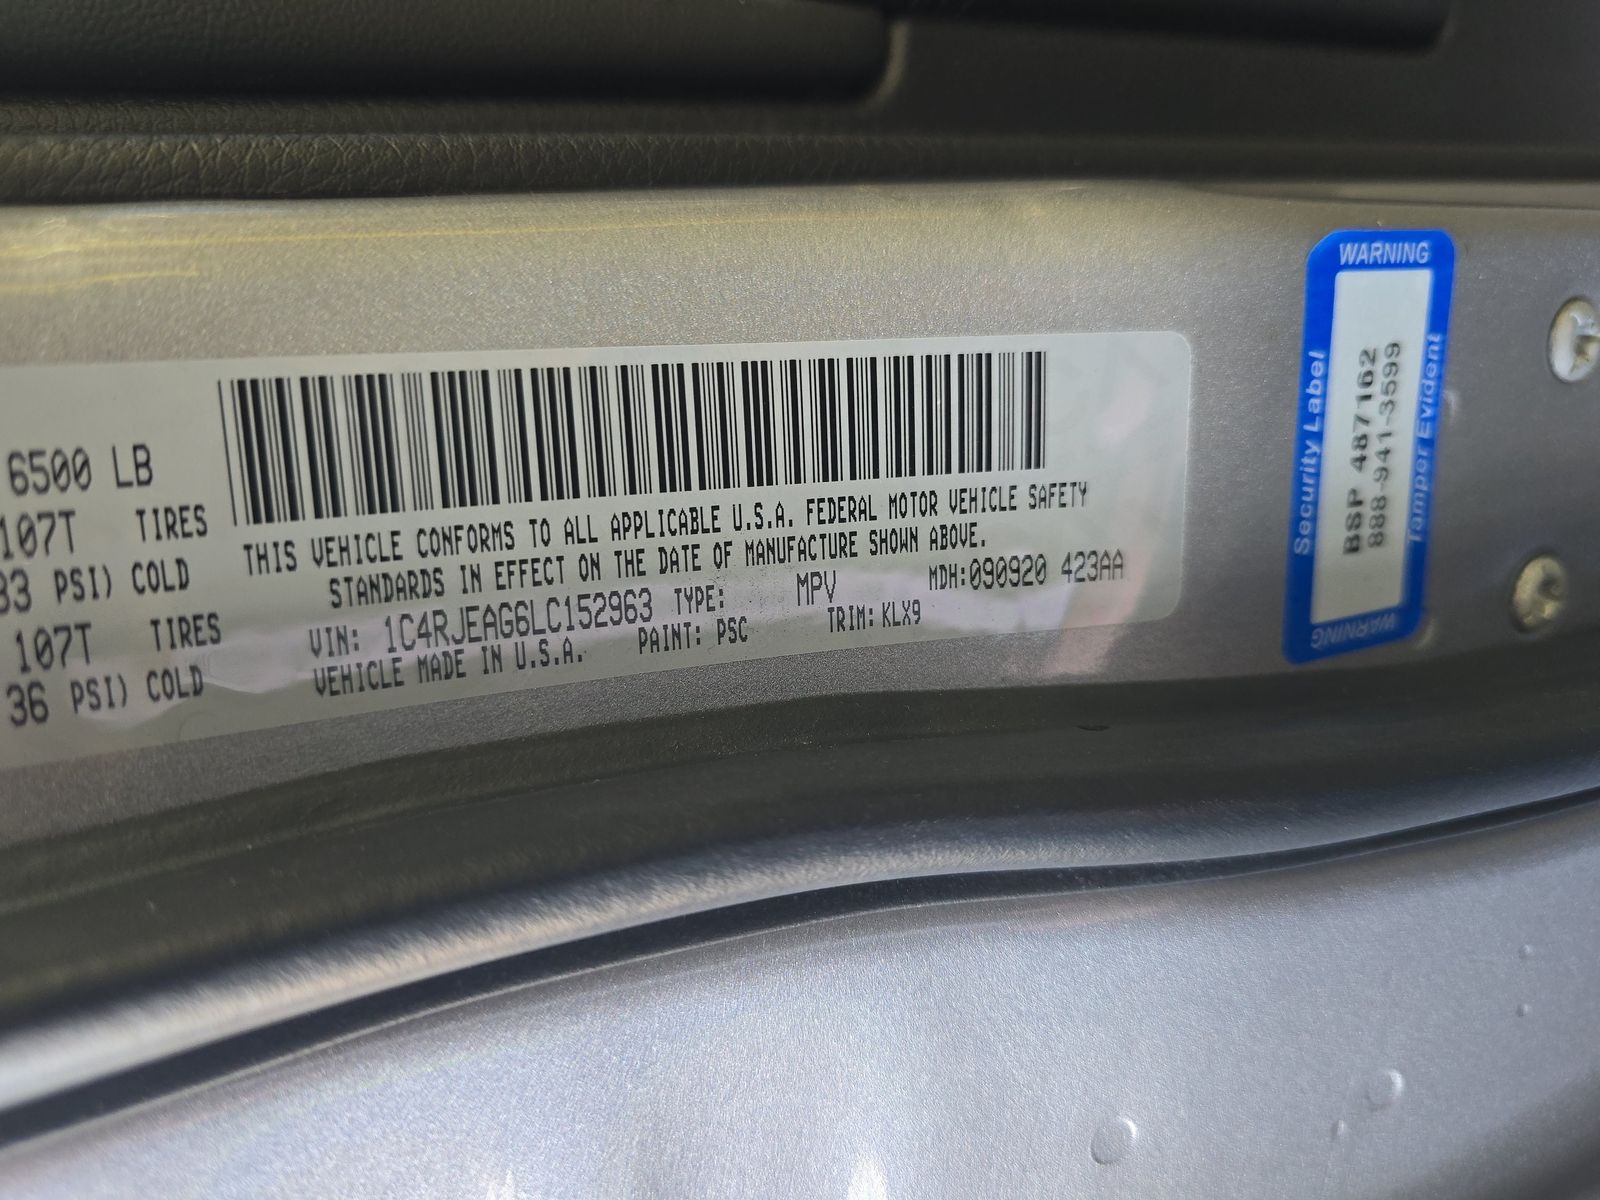 6500 LB
107T TIRES
33 PSI) COLD
107T TIRES
36 PSI) COLD
THIS VEHICLE CONFORMS TO ALL APPLICABLE U.S.A. FEDERAL MOTOR VEHICLE SAFETY
STANDARDS IN EFFECT ON THE DATE OF MANUFACTURE SHOWN ABOVE.
MDH:090920 423AA
VIN: 1C4RJEAG6LC152963 TYPE: MPV
VEHICLE MADE IN U.S.A. PAINT: PSC TRIM: KLX9
WARNING
Security Label
BSP 487162
888-941-3599
Tamper Evident
WARNING